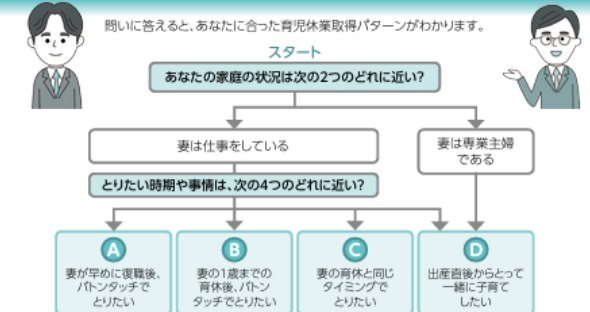 問いに答えると、あなたに合った育児休業取得パターンがわかります。
スタート
あなたの家庭の状況は次の2つのどれに近い?
妻は仕事をしている
妻は専業主婦
である
とりたい時期や事情は、次の4つのどれに近い?
A
妻が早めに復職後、
バトンタッチで
とりたい
B
妻の1歳までの
育休後、バトン
タッチでとりたい
C
妻の育休と同じ
タイミングで
とりたい
D
出産直後からとって
一緒に子育て
したい